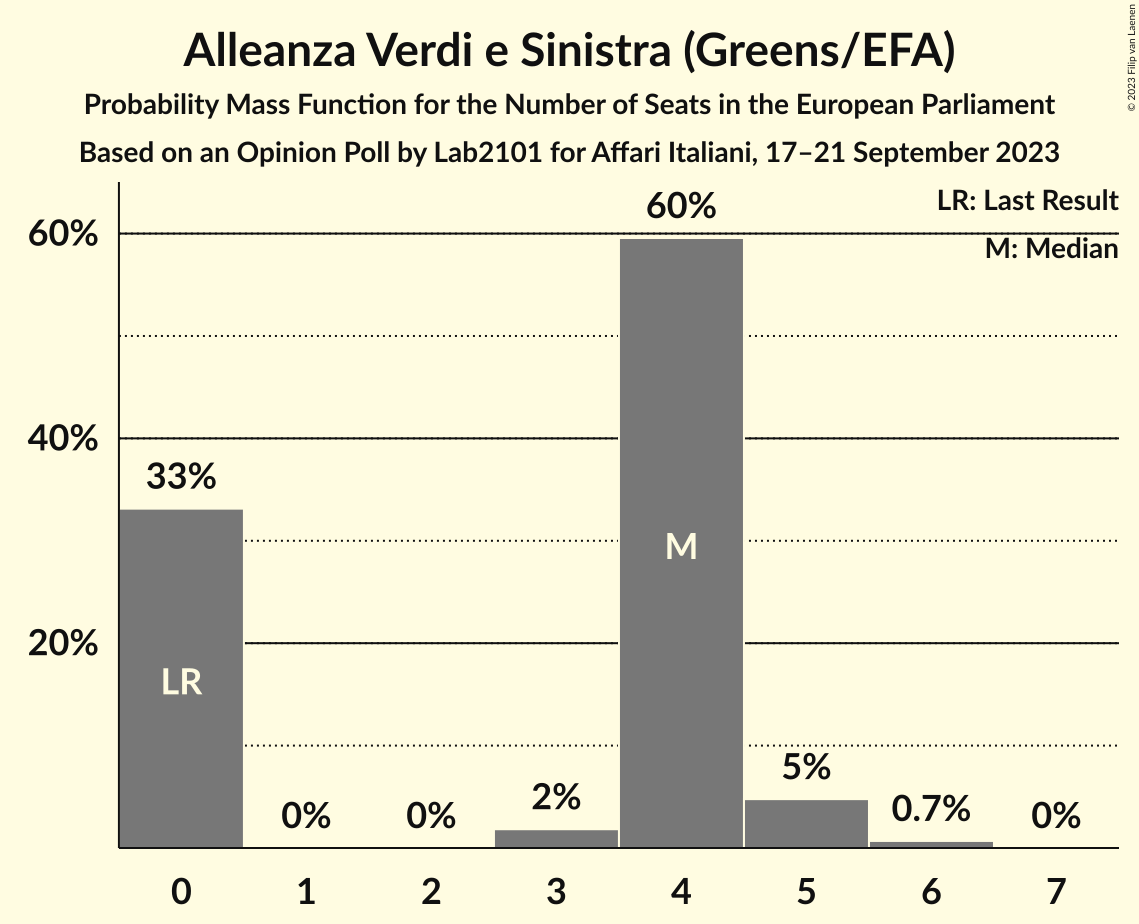 Alleanza Verdi e Sinistra (Greens/EFA)
Probability Mass Function for the Number of Seats in the European Parliament
Based on an Opinion Poll by Lab2101 for Affari Italiani, 17–21 September 2023
© 2023 Filip van Laenen
LR: Last Result
M: Median
60%
40%
20%
33%
0%
0%
2%
60%
5%
0.7%
0%
LR
M
0 1 2 3 4 5 6 7